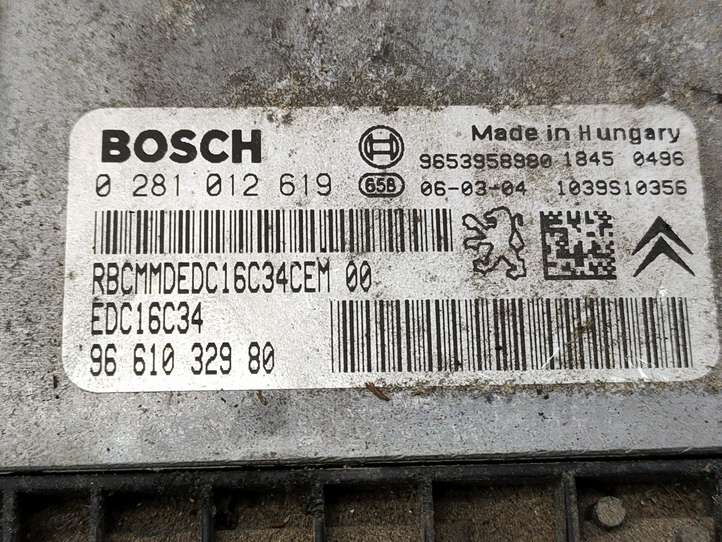 BOSCH
Made in Hungary
9653958980 1845 0496
0 281 012 619
658 06-03-04 1039S10356
RBCMMDEDC16C34CEM 00
EDC16C34
96 610 329 80